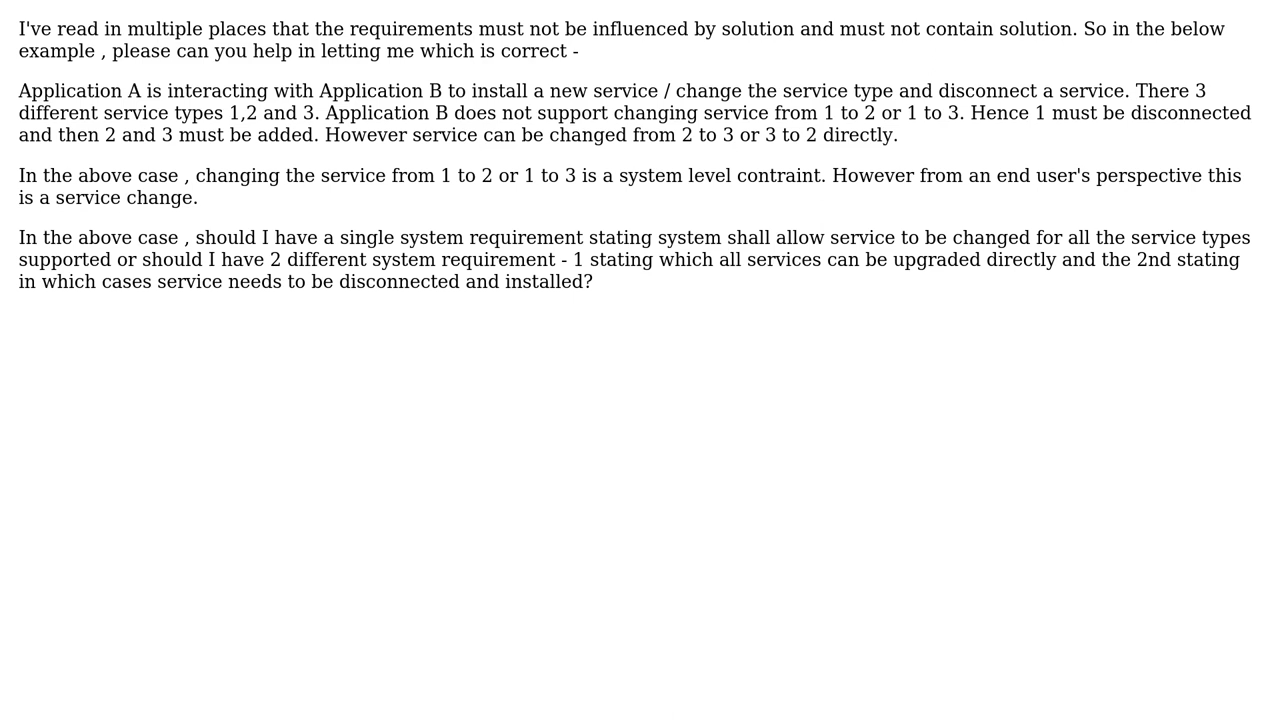 I've read in multiple places that the requirements must not be influenced by solution and must not contain solution. So in the below
example , please can you help in letting me which is correct -
Application A is interacting with Application B to install a new service / change the service type and disconnect a service. There 3
different service types 1,2 and 3. Application B does not support changing service from 1 to 2 or 1 to 3. Hence 1 must be disconnected
and then 2 and 3 must be added. However service can be changed from 2 to 3 or 3 to 2 directly.
In the above case , changing the service from 1 to 2 or 1 to 3 is a system level contraint. However from an end user's perspective this
is a service change.
In the above case , should I have a single system requirement stating system shall allow service to be changed for all the service types
supported or should I have 2 different system requirement - 1 stating which all services can be upgraded directly and the 2nd stating
in which cases service needs to be disconnected and installed?